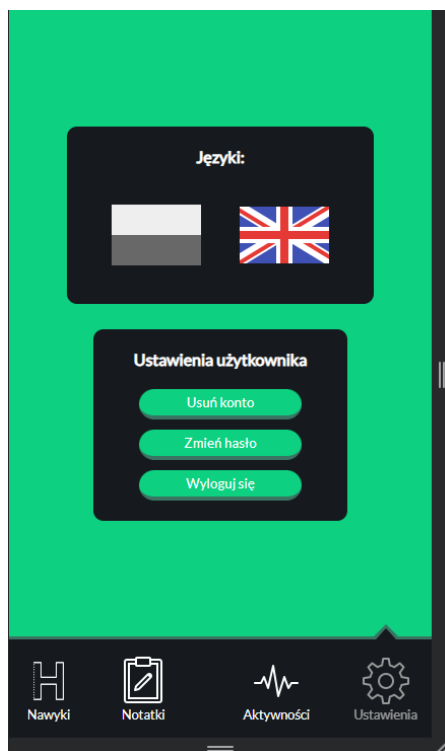 Języki:
Ustawienia użytkownika
Usuń konto
Zmień hasło
Wyloguj się
Nawyki Notatki Aktywności Ustawienia